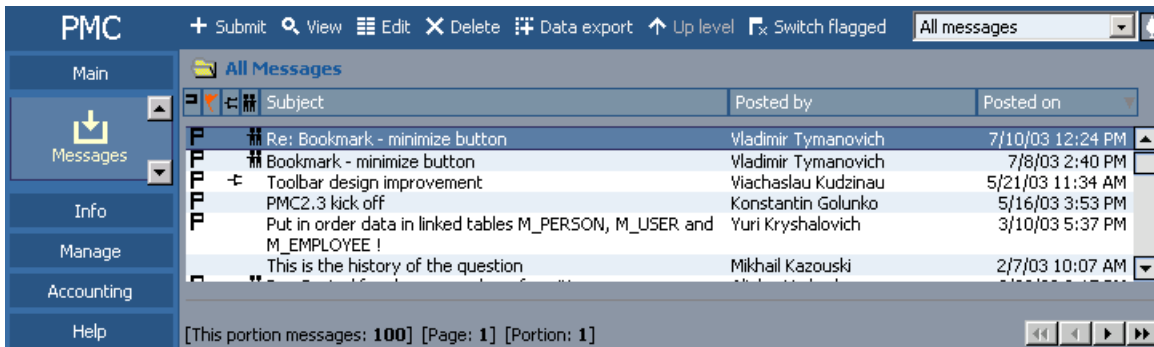 PMC
Submit View Edit Delete Data export Up level Switch flagged All messages
Main
All Messages
Subject Posted by Posted on
Messages
Re: Bookmark - minimize button Vladimir Tymanovich 7/10/03 12:24 PM
Bookmark - minimize button Vladimir Tymanovich 7/8/03 2:40 PM
Toolbar design improvement Viachaslau Kudzinau 5/21/03 11:34 AM
PMC2.3 kick off Konstantin Golunko 5/16/03 3:53 PM
Put in order data in linked tables M_PERSON, M_USER and Yuri Kryshalovich 3/10/03 5:37 PM
M_EMPLOYEE !
This is the history of the question Mikhail Kazouski 2/7/03 10:07 AM
Info
Manage
Accounting
Help
[This portion messages: 100] [Page: 1] [Portion: 1]